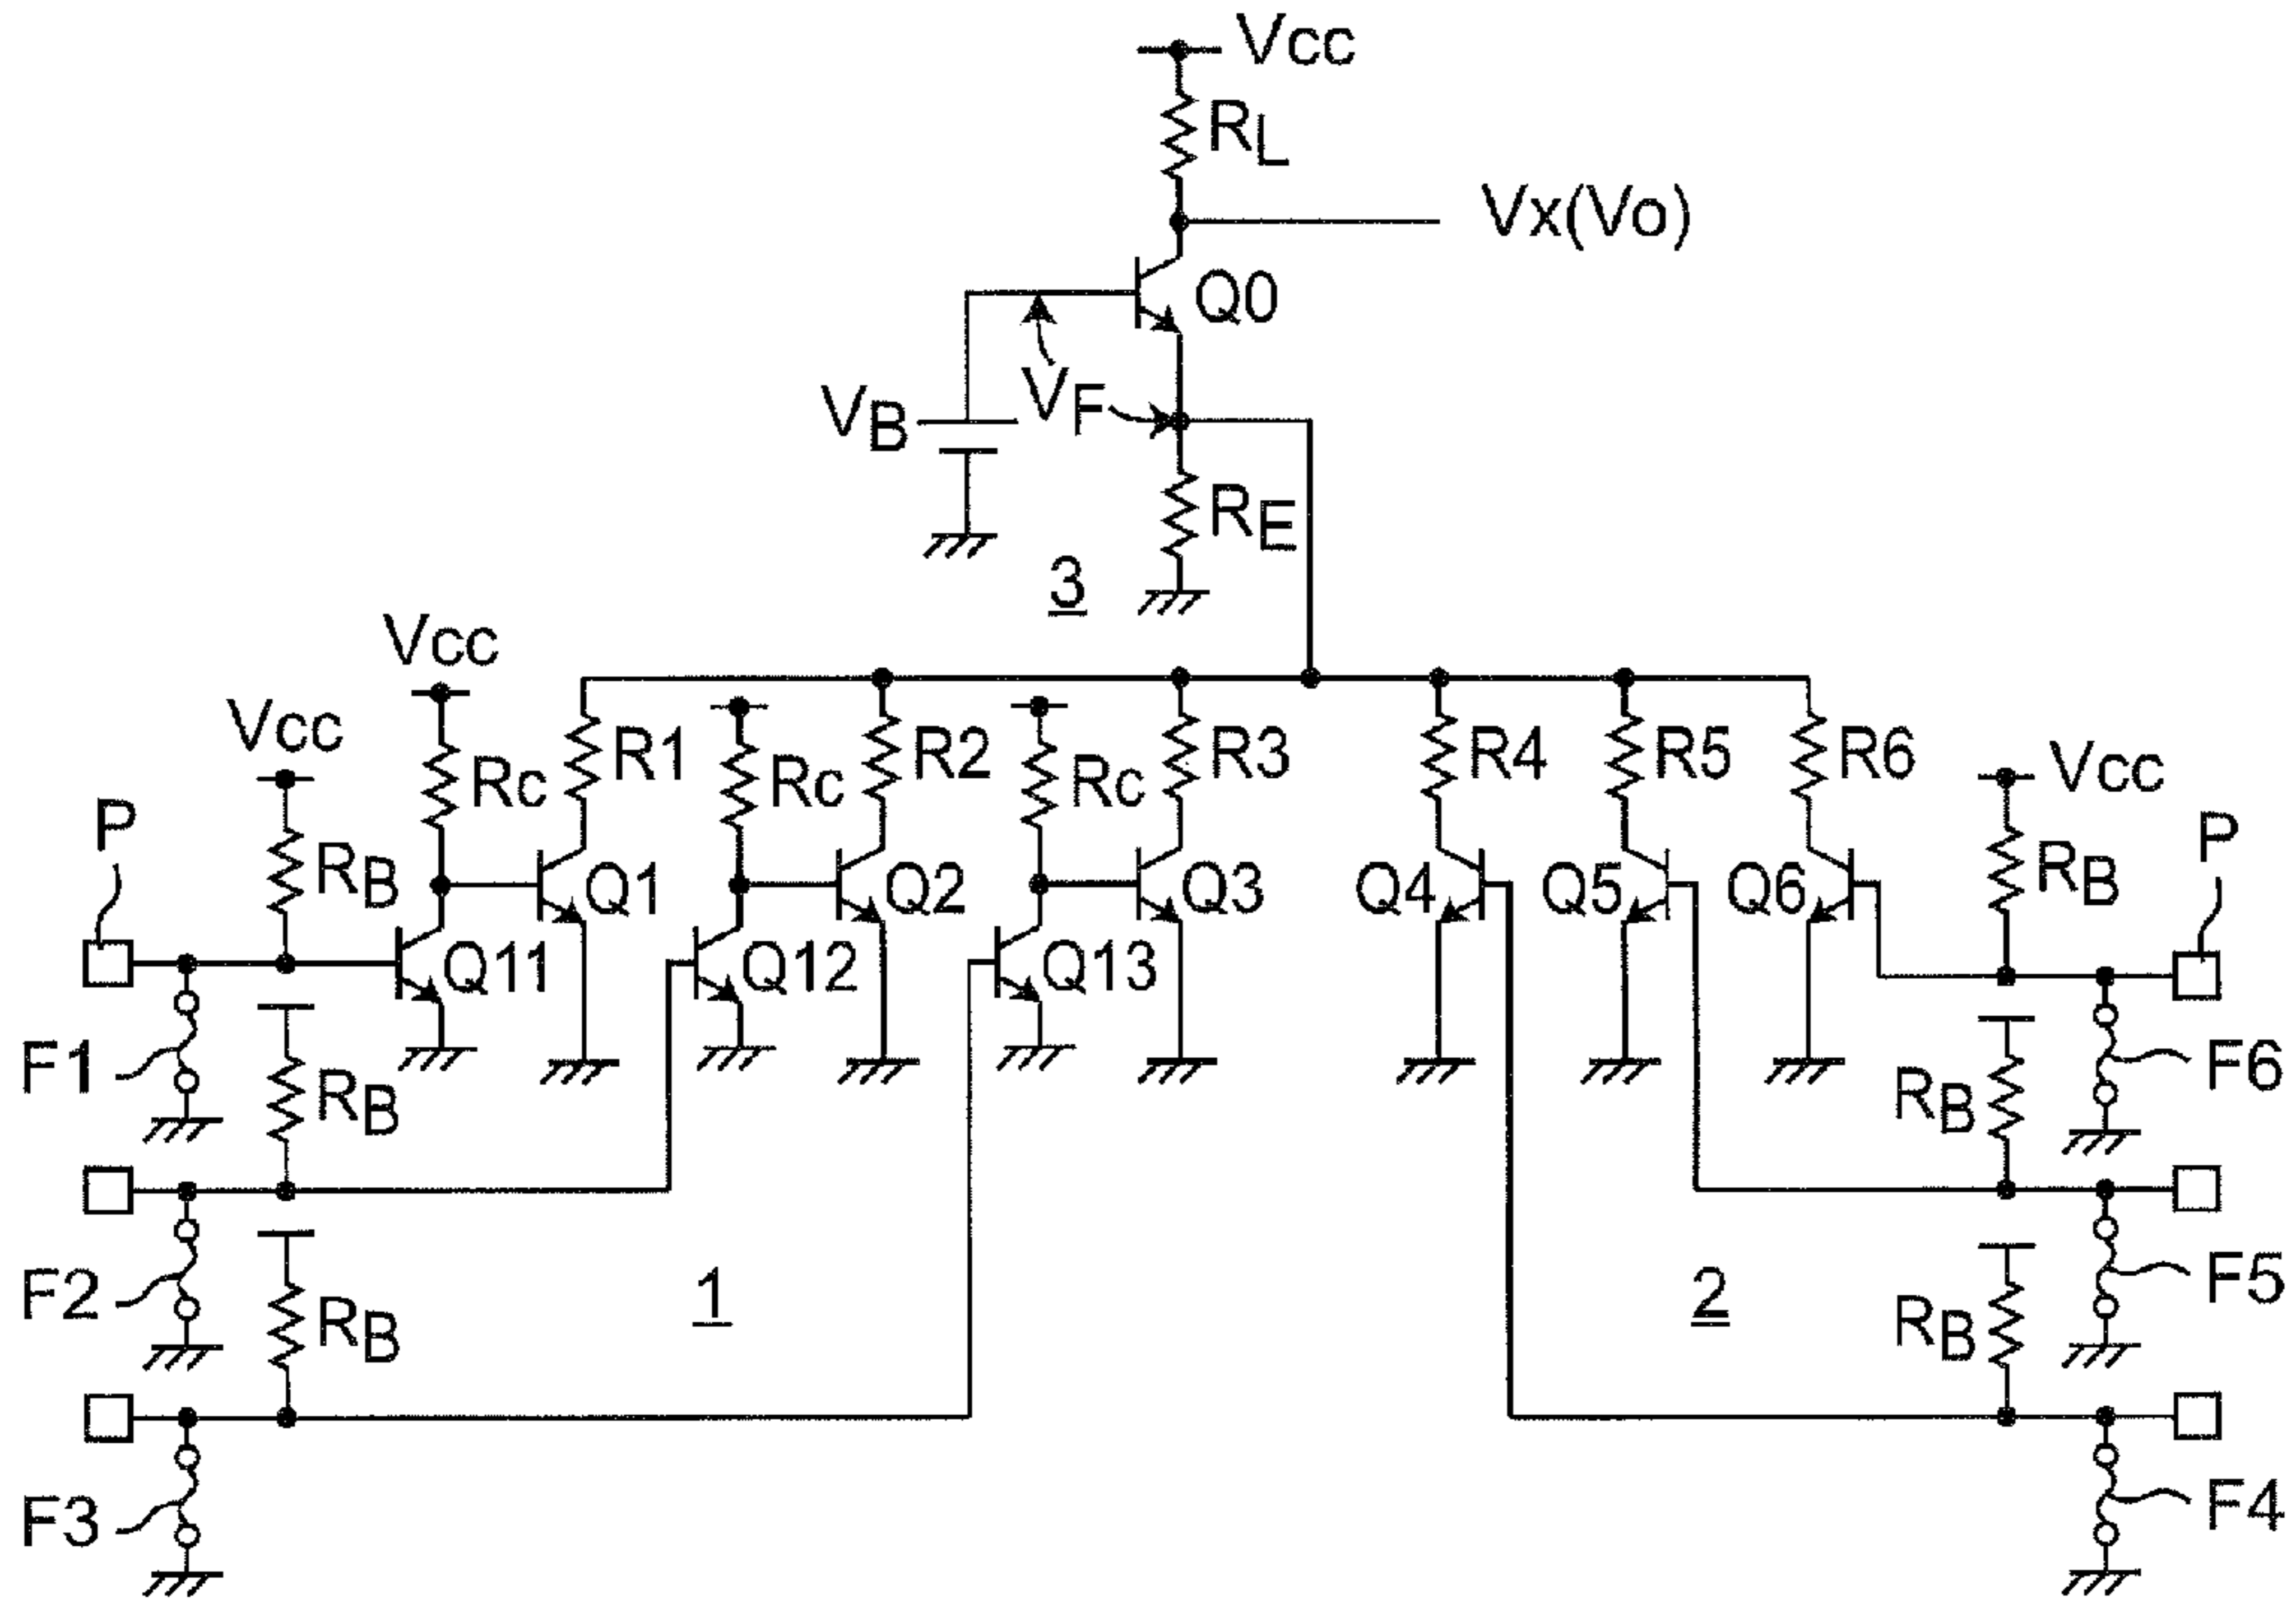 Vcc
RL
Vx(Vo)
Q0
VF
VB
RE
3
Vcc
Vcc
Rc
R1
Rc
R2
Rc
R3
R4
R5
R6
Vcc
P
RB
Q1
Q2
Q3
Q4
Q5
Q6
RB
P
Q11
Q12
Q13
F1
RB
RB
F6
F2
RB
1
2
RB
F5
F3
F4